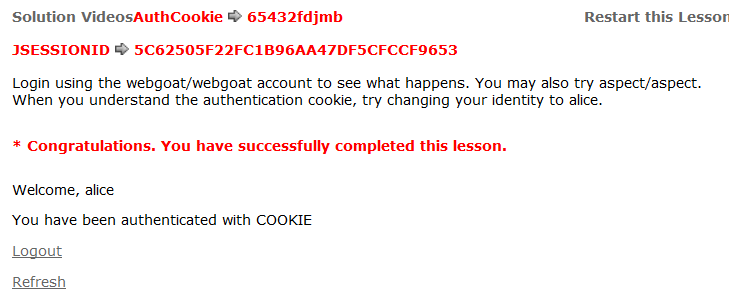 Solution VideosAuthCookie 65432fdjmb Restart this Lesson
JSESSIONID 5C62505F22FC1B96AA47DF5CFCCF9653
Login using the webgoat/webgoat account to see what happens. You may also try aspect/aspect.
When you understand the authentication cookie, try changing your identity to alice.
* Congratulations. You have successfully completed this lesson.
Welcome, alice
You have been authenticated with COOKIE
Logout
Refresh